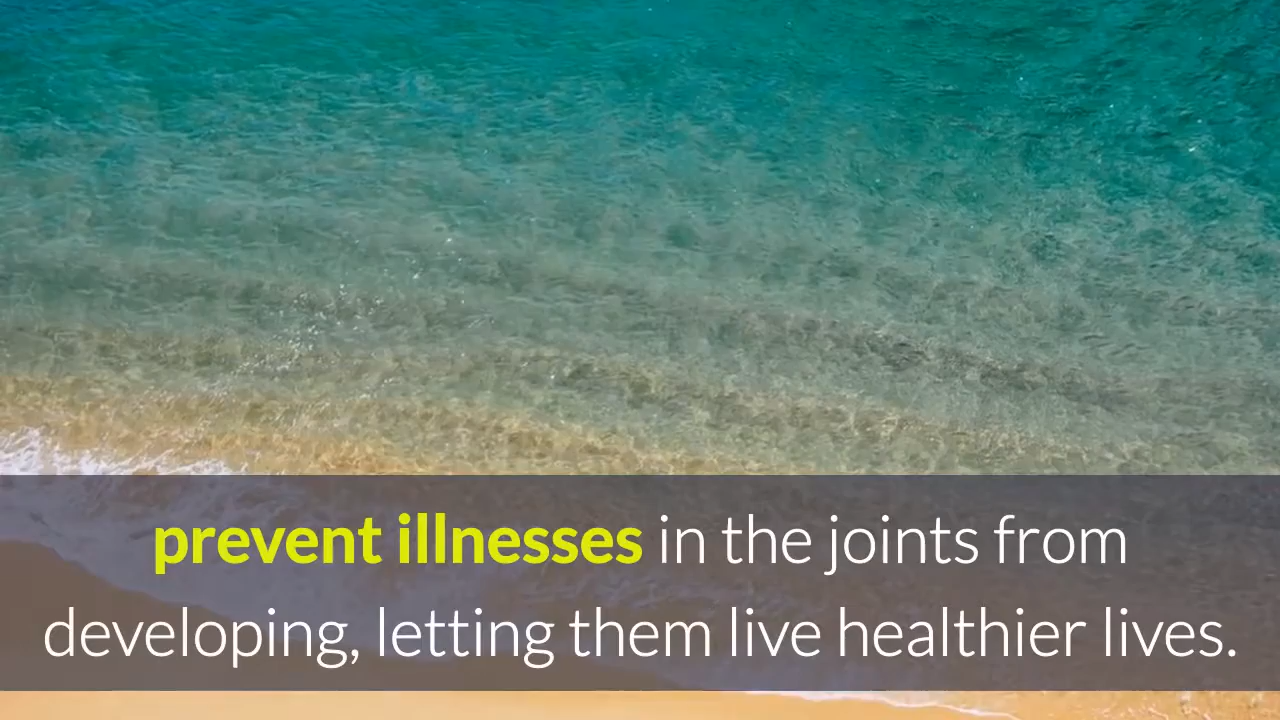 prevent illnesses in the joints from
developing, letting them live healthier lives.